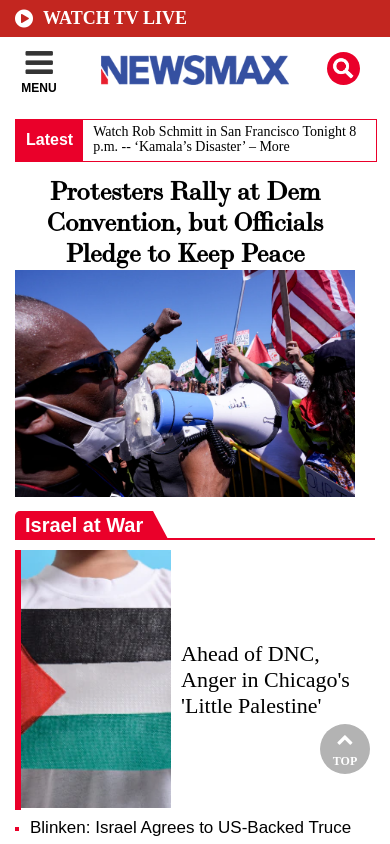 WATCH TV LIVE
MENU
NEWSMAX
Latest
Watch Rob Schmitt in San Francisco Tonight 8
p.m. -- ‘Kamala’s Disaster’ – More
Protesters Rally at Dem
Convention, but Officials
Pledge to Keep Peace
Israel at War
Ahead of DNC,
Anger in Chicago's
'Little Palestine'
TOP
Blinken: Israel Agrees to US-Backed Truce